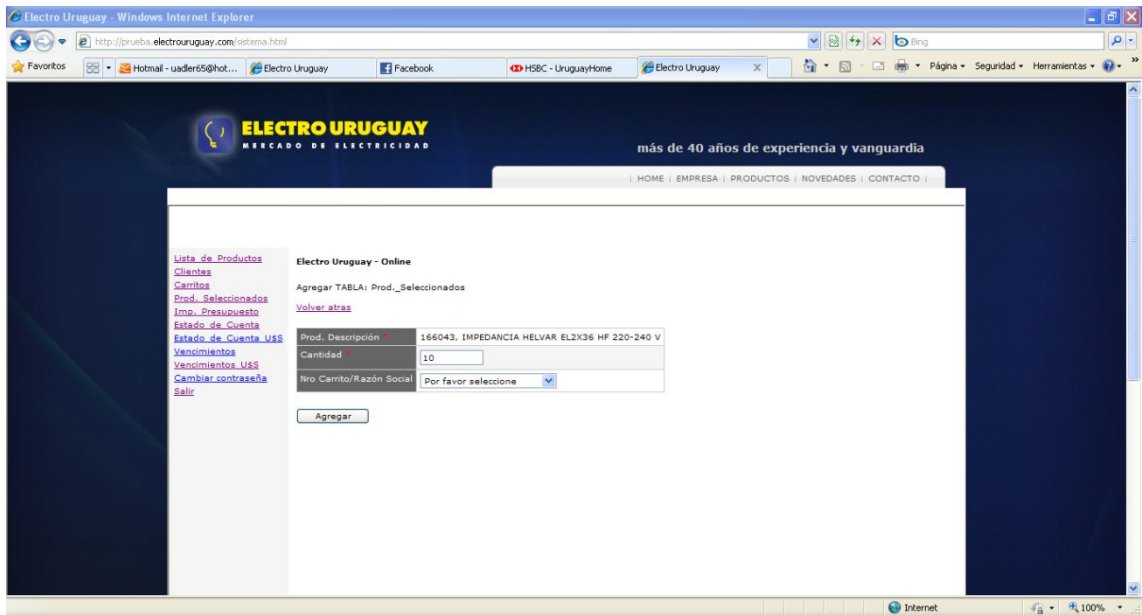 Electro Uruguay - Windows Internet Explorer
http://prueba.electrouruguay.com/sistema.html
Bing
Favoritos
Hotmail - uadler65@hot...
Electro Uruguay
Facebook
HSBC - UruguayHome
Electro Uruguay
Página
Seguridad
Herramientas
ELECTRO URUGUAY
MERCADO DE ELECTRICIDAD
más de 40 años de experiencia y vanguardia
| HOME | EMPRESA | PRODUCTOS | NOVEDADES | CONTACTO |
Lista de Productos
Clientes
Carritos
Prod. Seleccionados
Imp. Presupuesto
Estado de Cuenta
Estado de Cuenta U$S
Vencimientos
Vencimientos U$S
Cambiar contraseña
Salir
Electro Uruguay - Online
Agregar TABLA: Prod._Seleccionados
Volver atras
Prod. Descripción * 166043, IMPEDANCIA HELVAR EL2X36 HF 220-240 V
Cantidad * 10
Nro Carrito/Razón Social Por favor seleccione
Agregar
Internet
100%